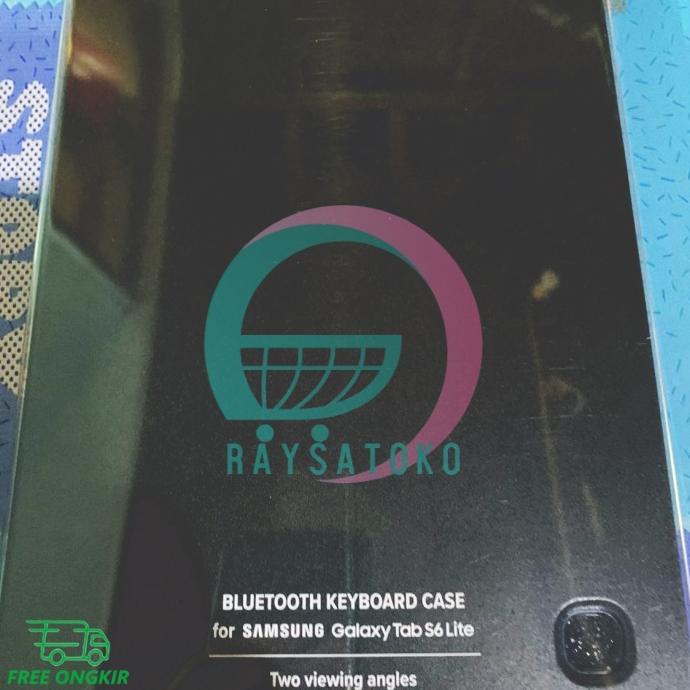 RAYSATOKO
BLUETOOTH KEYBOARD CASE
for SAMSUNG Galaxy Tab S6 Lite
Two viewing angles
FREE ONGKIR